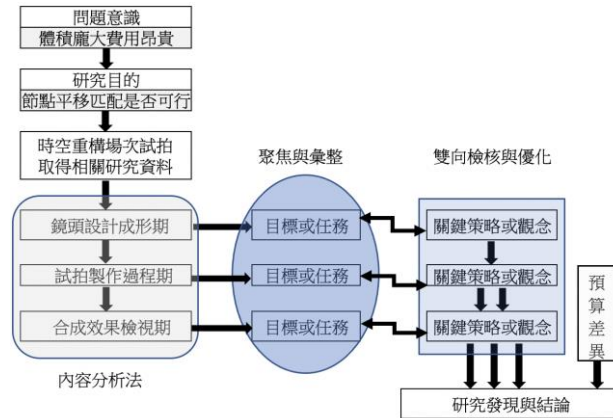 問題意識
體積龐大費用昂貴
研究目的
節點平移匹配是否可行
時空重構場次試拍
取得相關研究資料
聚焦與彙整
雙向檢核與優化
鏡頭設計成形期
目標或任務
關鍵策略或觀念
試拍製作過程期
目標或任務
關鍵策略或觀念
合成效果檢視期
目標或任務
關鍵策略或觀念
預算差異
內容分析法
研究發現與結論